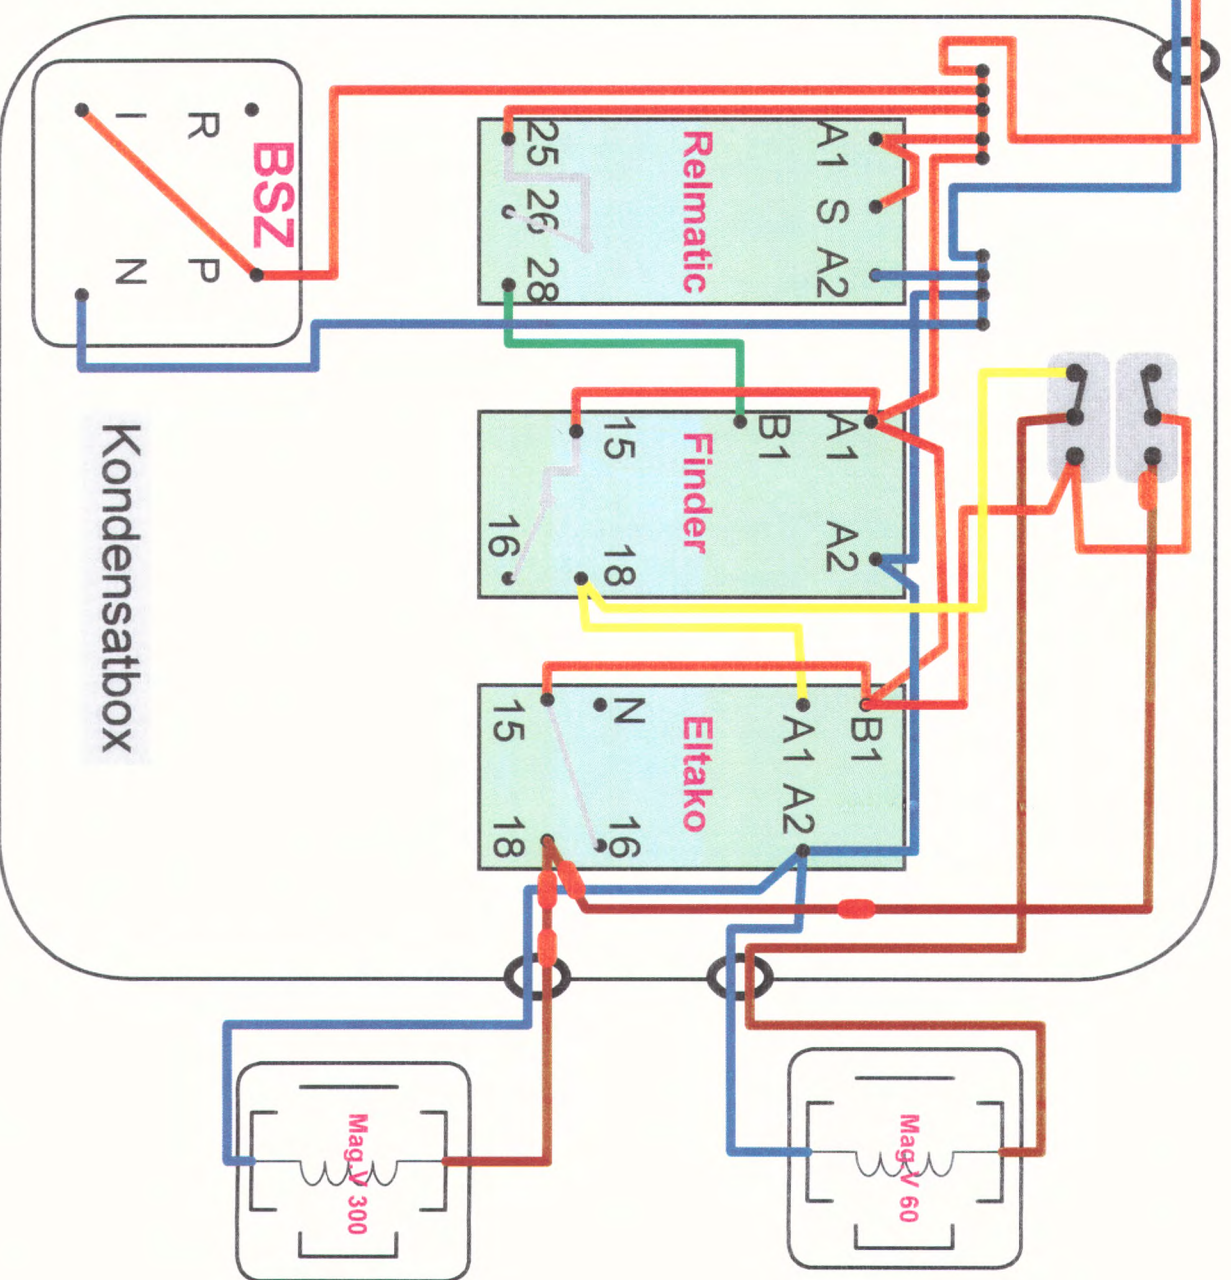 BSZ
R
P
I
N
Relmatic
A1
S
A2
25
26
28
Finder
A1
A2
B1
15
18
16
Eltako
B1
A1
A2
N
16
15
18
Kondensatbox
Mag.V 300
Mag.V 60